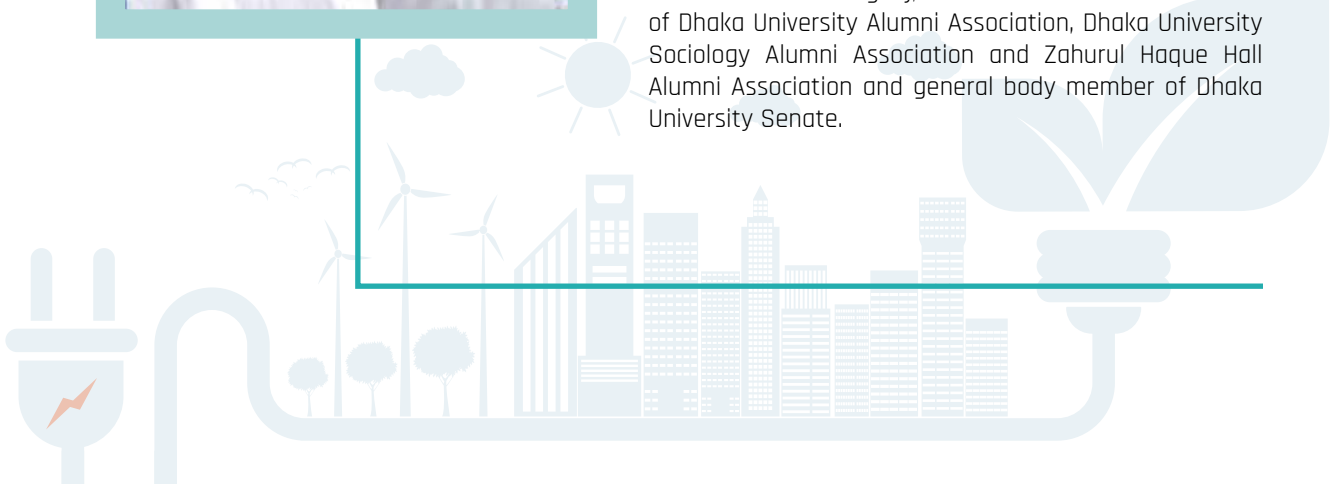 of Dhaka University Alumni Association, Dhaka University
Sociology Alumni Association and Zahurul Haque Hall
Alumni Association and general body member of Dhaka
University Senate.